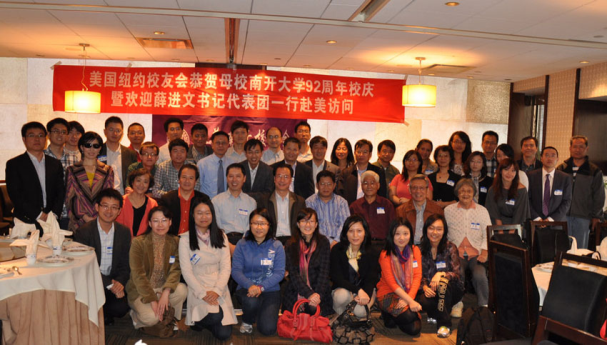 美国纽约校友会恭贺母校南开大学92周年校庆
暨欢迎薛进文书记代表团一行赴美访问